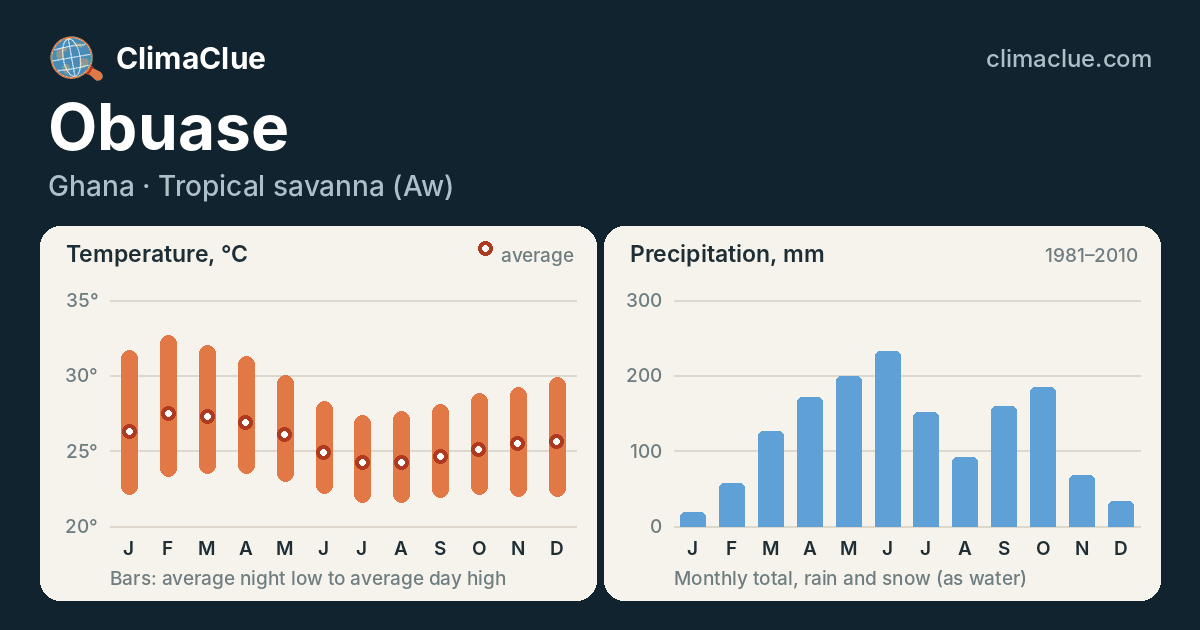 ClimaClue
climaclue.com
Obuase
Ghana · Tropical savanna (Aw)
Temperature, °C
average
35°
30°
25°
20°
J F M A M J J A S O N D
Bars: average night low to average day high
Precipitation, mm
1981–2010
300
200
100
0
J F M A M J J A S O N D
Monthly total, rain and snow (as water)